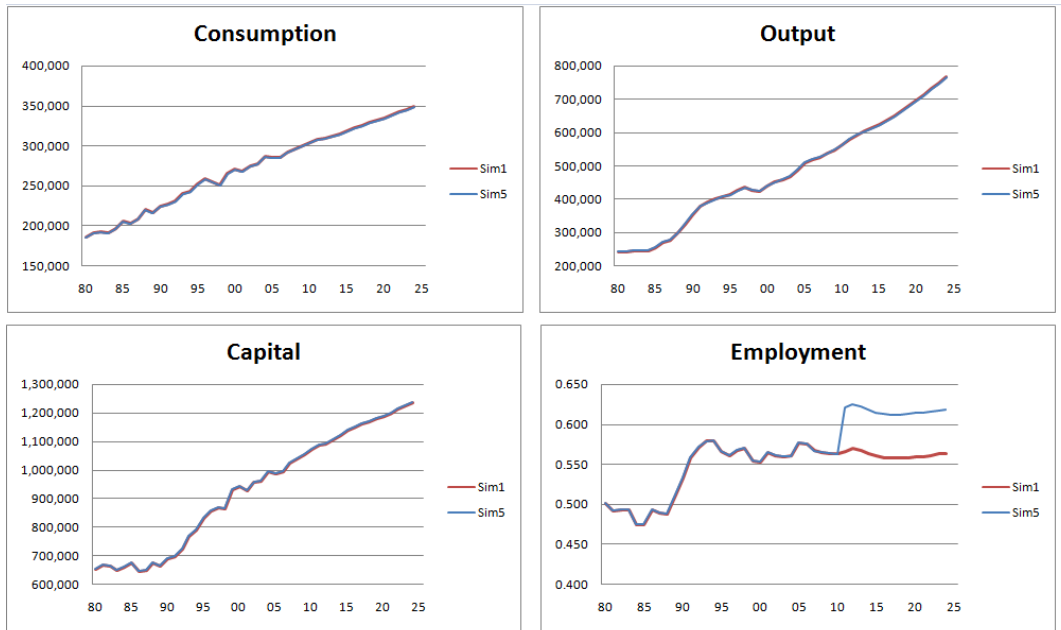 Consumption
400,000
350,000
300,000
250,000
200,000
150,000
80 85 90 95 00 05 10 15 20 25
Sim1
Sim5
Output
800,000
700,000
600,000
500,000
400,000
300,000
200,000
80 85 90 95 00 05 10 15 20 25
Sim1
Sim5
Capital
1,300,000
1,200,000
1,100,000
1,000,000
900,000
800,000
700,000
600,000
80 85 90 95 00 05 10 15 20 25
Sim1
Sim5
Employment
0.650
0.600
0.550
0.500
0.450
0.400
80 85 90 95 00 05 10 15 20 25
Sim1
Sim5